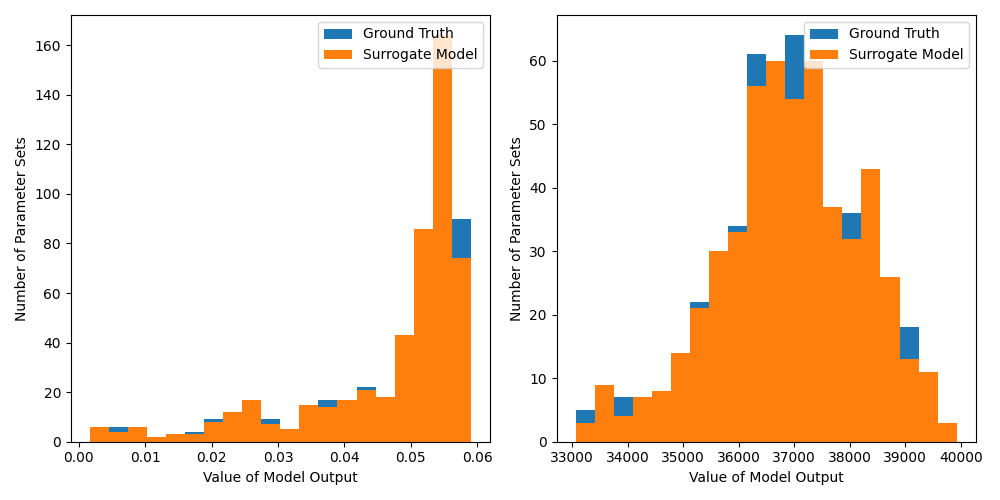 Ground Truth
Surrogate Model
160
140
120
100
80
60
40
20
0
Number of Parameter Sets
0.00 0.01 0.02 0.03 0.04 0.05 0.06
Value of Model Output
Ground Truth
Surrogate Model
60
50
40
30
20
10
0
Number of Parameter Sets
33000 34000 35000 36000 37000 38000 39000 40000
Value of Model Output